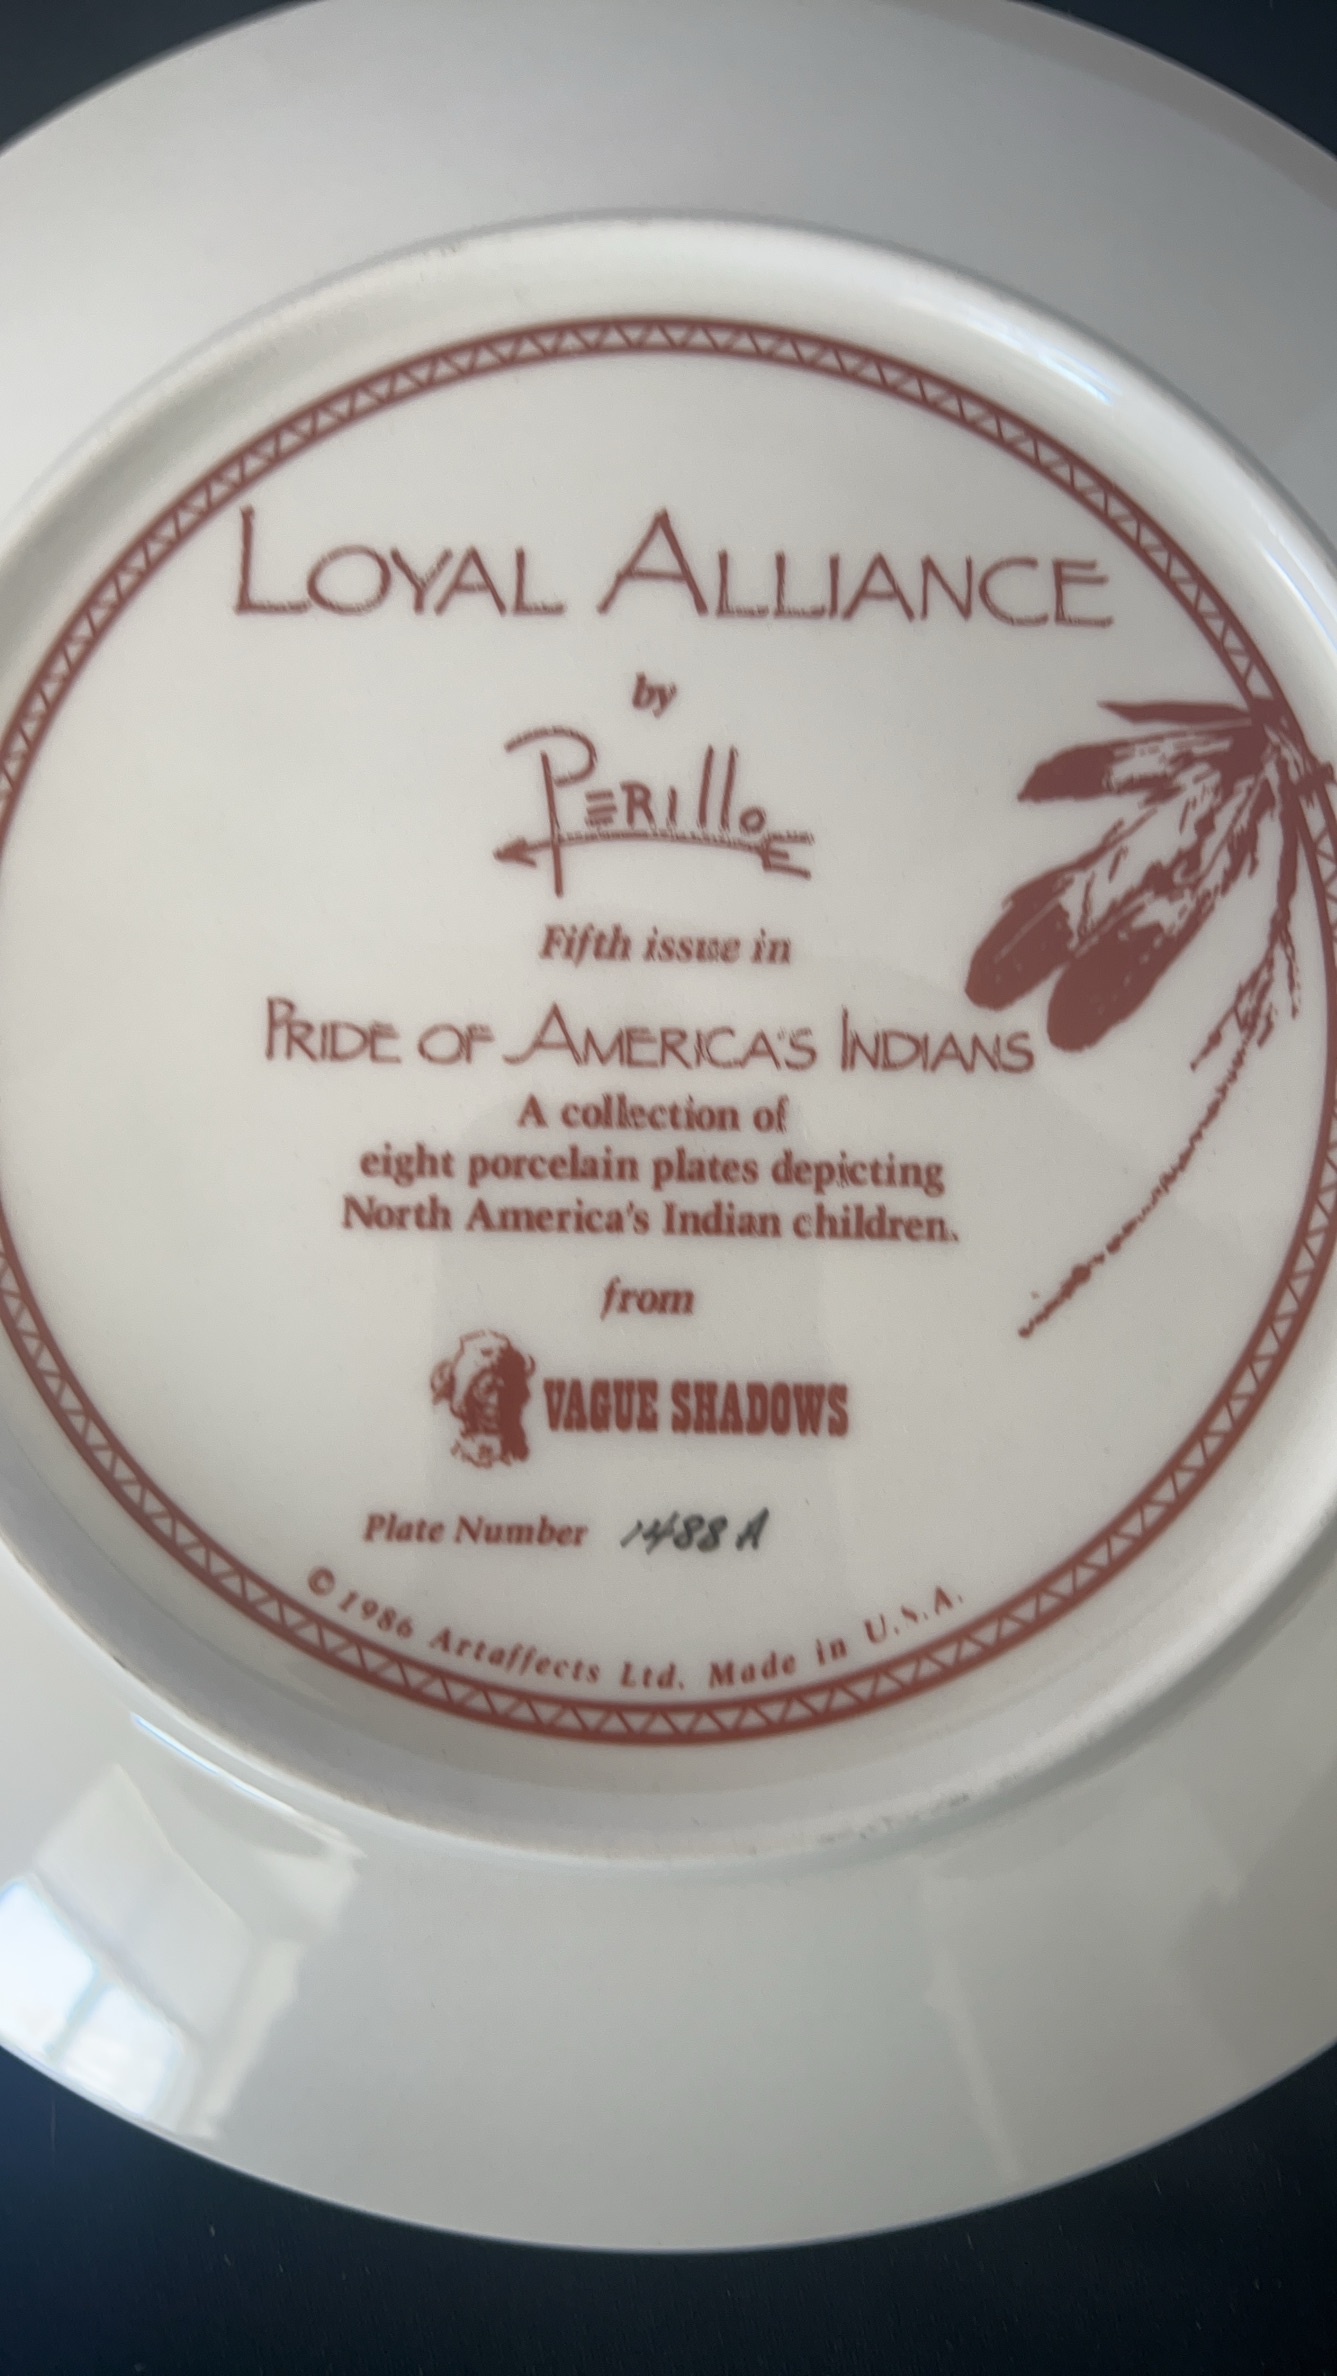 LOYAL ALLIANCE
by
PERILLO
Fifth issue in
PRIDE OF AMERICA'S INDIANS
A collection of
eight porcelain plates depicting
North America's Indian children.
from
VAGUE SHADOWS
Plate Number 1488 A
© 1986 Artaffects Ltd. Made in U.S.A.